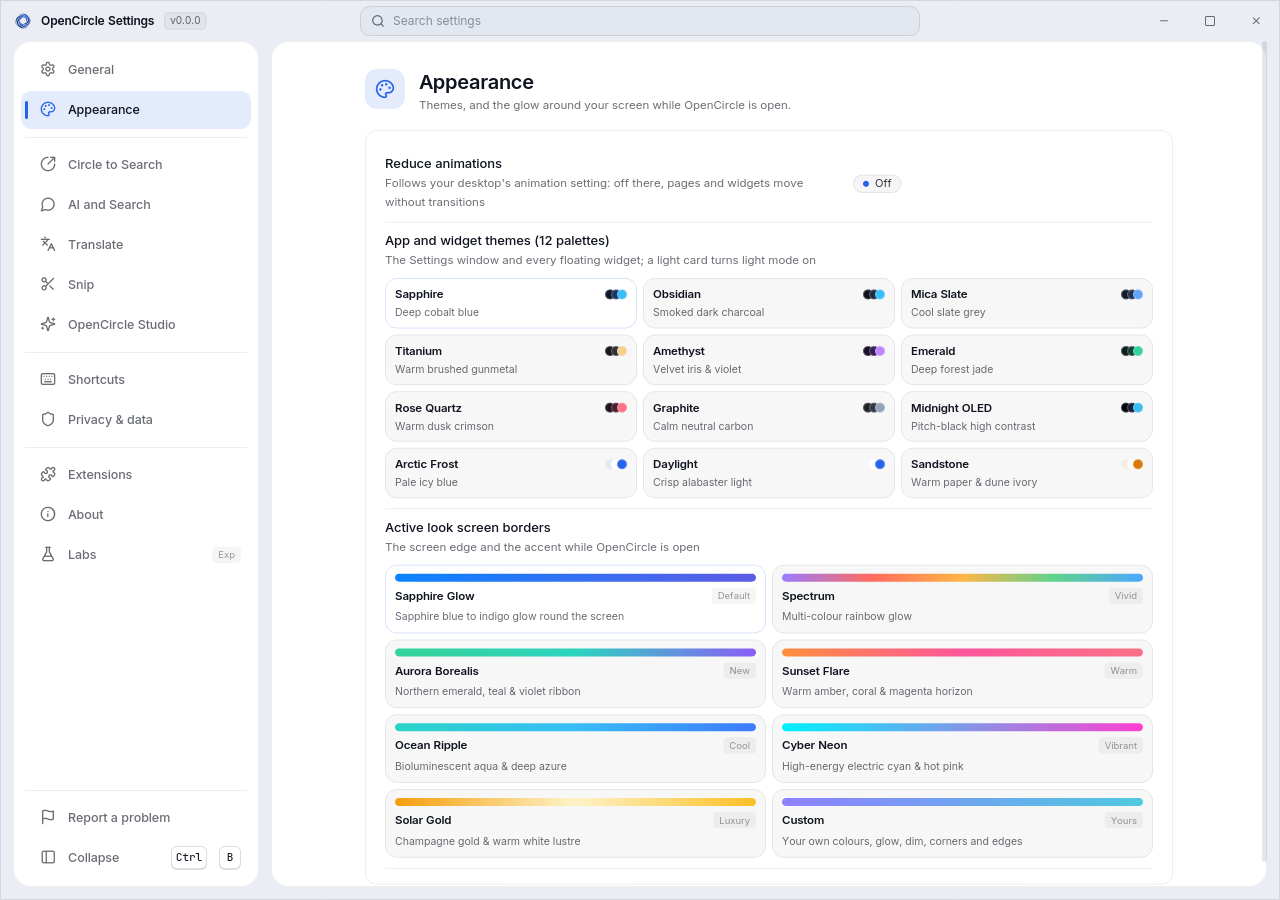 OpenCircle Settings v0.0.0
Search settings
General
Appearance
Circle to Search
AI and Search
Translate
Snip
OpenCircle Studio
Shortcuts
Privacy & data
Extensions
About
Labs Exp
Report a problem
Collapse Ctrl B
Appearance
Themes, and the glow around your screen while OpenCircle is open.
Reduce animations
Follows your desktop's animation setting: off there, pages and widgets move
without transitions
Off
App and widget themes (12 palettes)
The Settings window and every floating widget; a light card turns light mode on
Sapphire
Deep cobalt blue
Obsidian
Smoked dark charcoal
Mica Slate
Cool slate grey
Titanium
Warm brushed gunmetal
Amethyst
Velvet iris & violet
Emerald
Deep forest jade
Rose Quartz
Warm dusk crimson
Graphite
Calm neutral carbon
Midnight OLED
Pitch-black high contrast
Arctic Frost
Pale icy blue
Daylight
Crisp alabaster light
Sandstone
Warm paper & dune ivory
Active look screen borders
The screen edge and the accent while OpenCircle is open
Sapphire Glow Default
Sapphire blue to indigo glow round the screen
Spectrum Vivid
Multi-colour rainbow glow
Aurora Borealis New
Northern emerald, teal & violet ribbon
Sunset Flare Warm
Warm amber, coral & magenta horizon
Ocean Ripple Cool
Bioluminescent aqua & deep azure
Cyber Neon Vibrant
High-energy electric cyan & hot pink
Solar Gold Luxury
Champagne gold & warm white lustre
Custom Yours
Your own colours, glow, dim, corners and edges